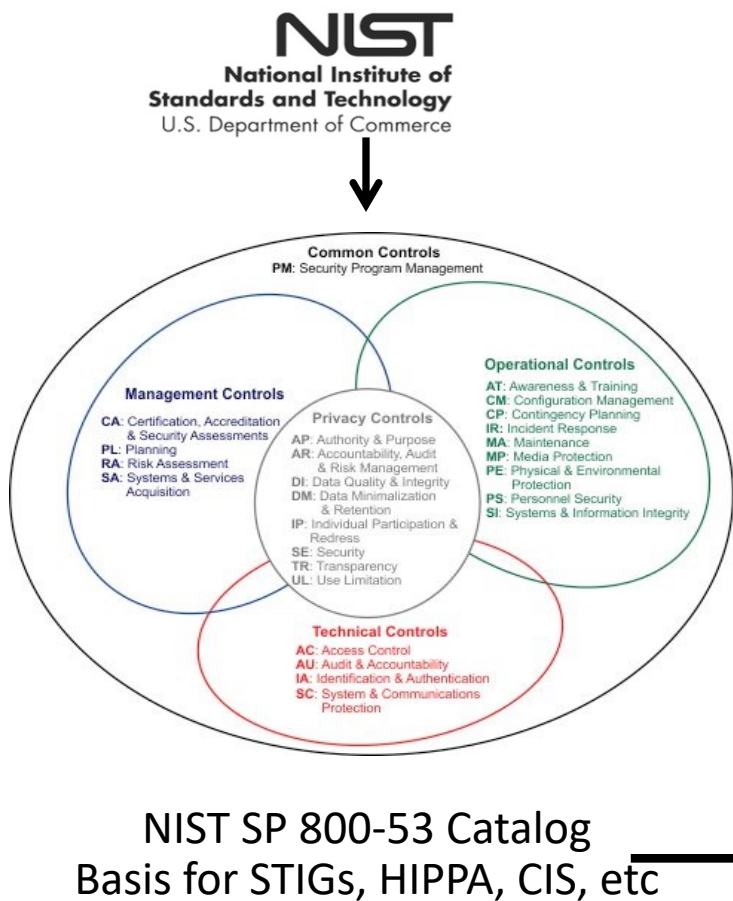 NIST
National Institute of
Standards and Technology
U.S. Department of Commerce
Common Controls
PM: Security Program Management
Management Controls
CA: Certification, Accreditation
& Security Assessments
PL: Planning
RA: Risk Assessment
SA: Systems & Services
Acquisition
Privacy Controls
AP: Authority & Purpose
AR: Accountability, Audit
& Risk Management
DI: Data Quality & Integrity
DM: Data Minimalization
& Retention
IP: Individual Participation &
Redress
SE: Security
TR: Transparency
UL: Use Limitation
Operational Controls
AT: Awareness & Training
CM: Configuration Management
CP: Contingency Planning
IR: Incident Response
MA: Maintenance
MP: Media Protection
PE: Physical & Environmental
Protection
PS: Personnel Security
SI: Systems & Information Integrity
Technical Controls
AC: Access Control
AU: Audit & Accountability
IA: Identification & Authentication
SC: System & Communications
Protection
NIST SP 800-53 Catalog
Basis for STIGs, HIPPA, CIS, etc